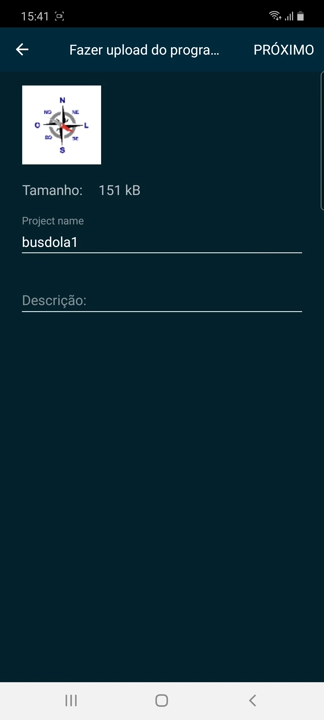 15:41
Fazer upload do progra... PRÓXIMO
N
NO NE
O L
SO SE
S
Tamanho: 151 kB
Project name
busdola1
Descrição: